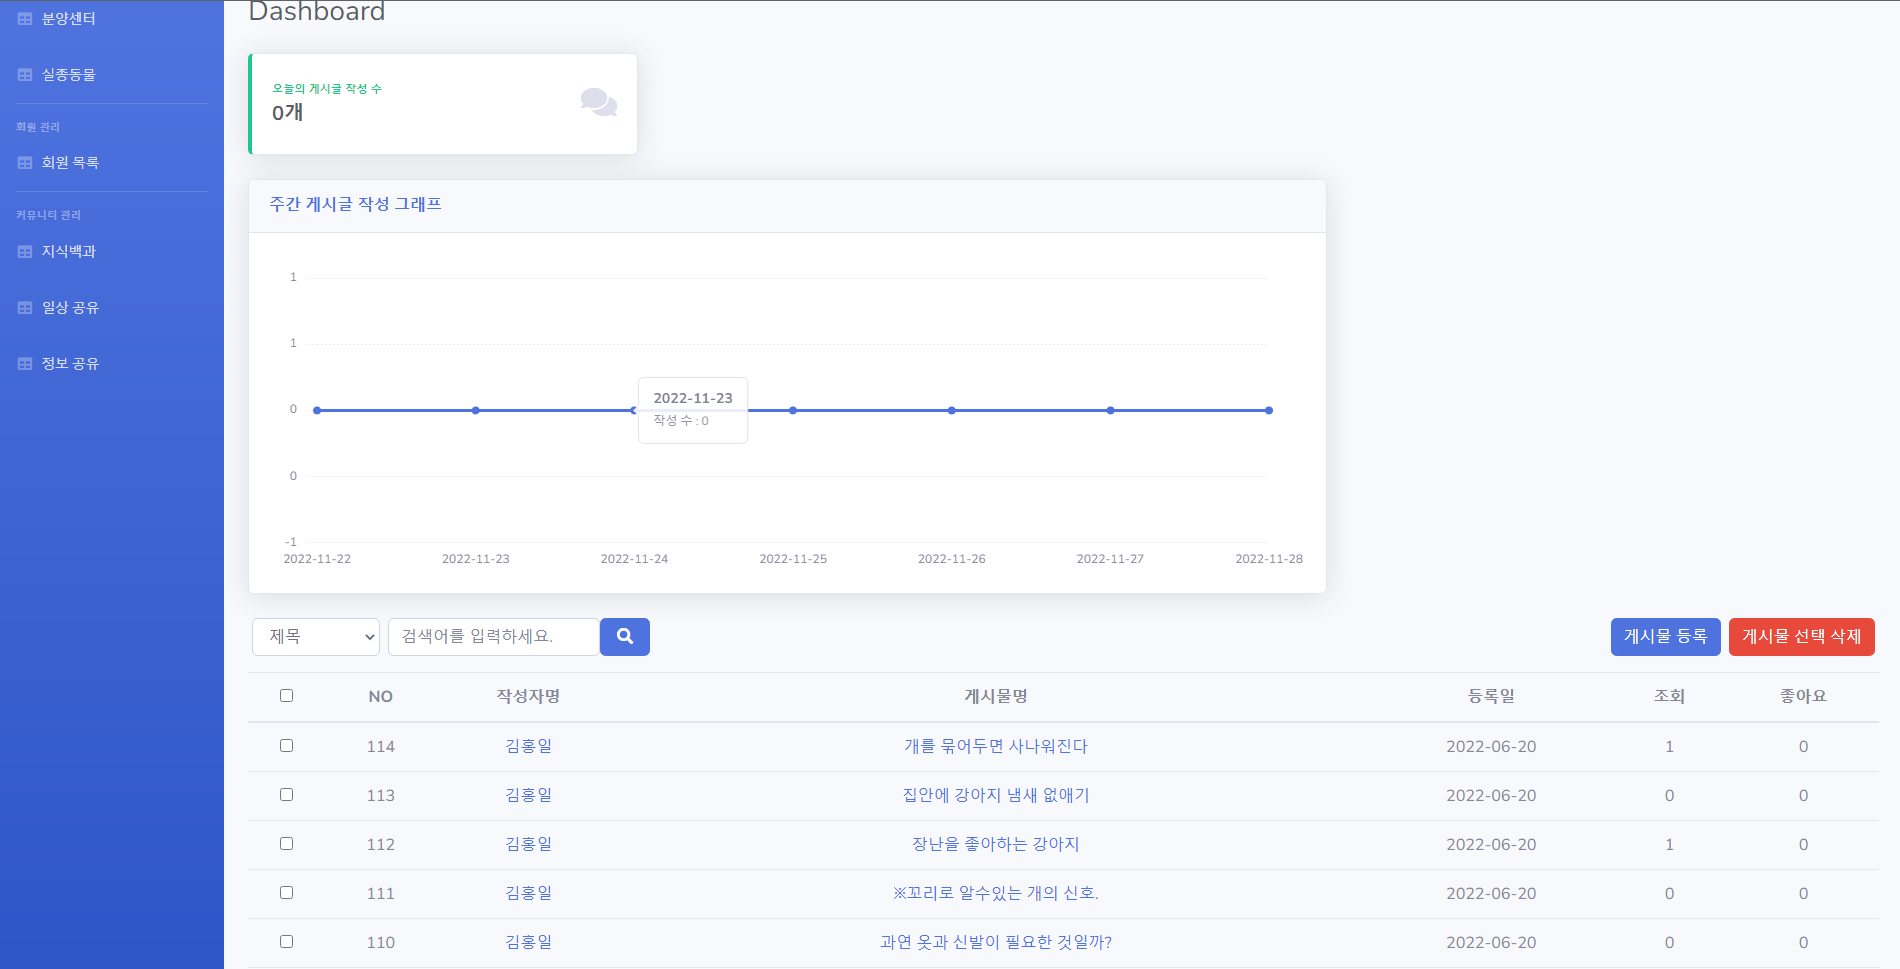 분양센터
실종동물
회원 관리
회원 목록
커뮤니티 관리
지식백과
일상 공유
정보 공유
Dashboard
오늘의 게시글 작성 수
0개
주간 게시글 작성 그래프
1
1
0
0
-1
2022-11-23
작성 수 : 0
2022-11-22 2022-11-23 2022-11-24 2022-11-25 2022-11-26 2022-11-27 2022-11-28
제목 검색어를 입력하세요. 게시물 등록 게시물 선택 삭제
NO 작성자명 게시물명 등록일 조회 좋아요
114 김홍일 개를 묶어두면 사나워진다 2022-06-20 1 0
113 김홍일 집안에 강아지 냄새 없애기 2022-06-20 0 0
112 김홍일 장난을 좋아하는 강아지 2022-06-20 1 0
111 김홍일 ※꼬리로 알수있는 개의 신호. 2022-06-20 0 0
110 김홍일 과연 옷과 신발이 필요한 것일까? 2022-06-20 0 0